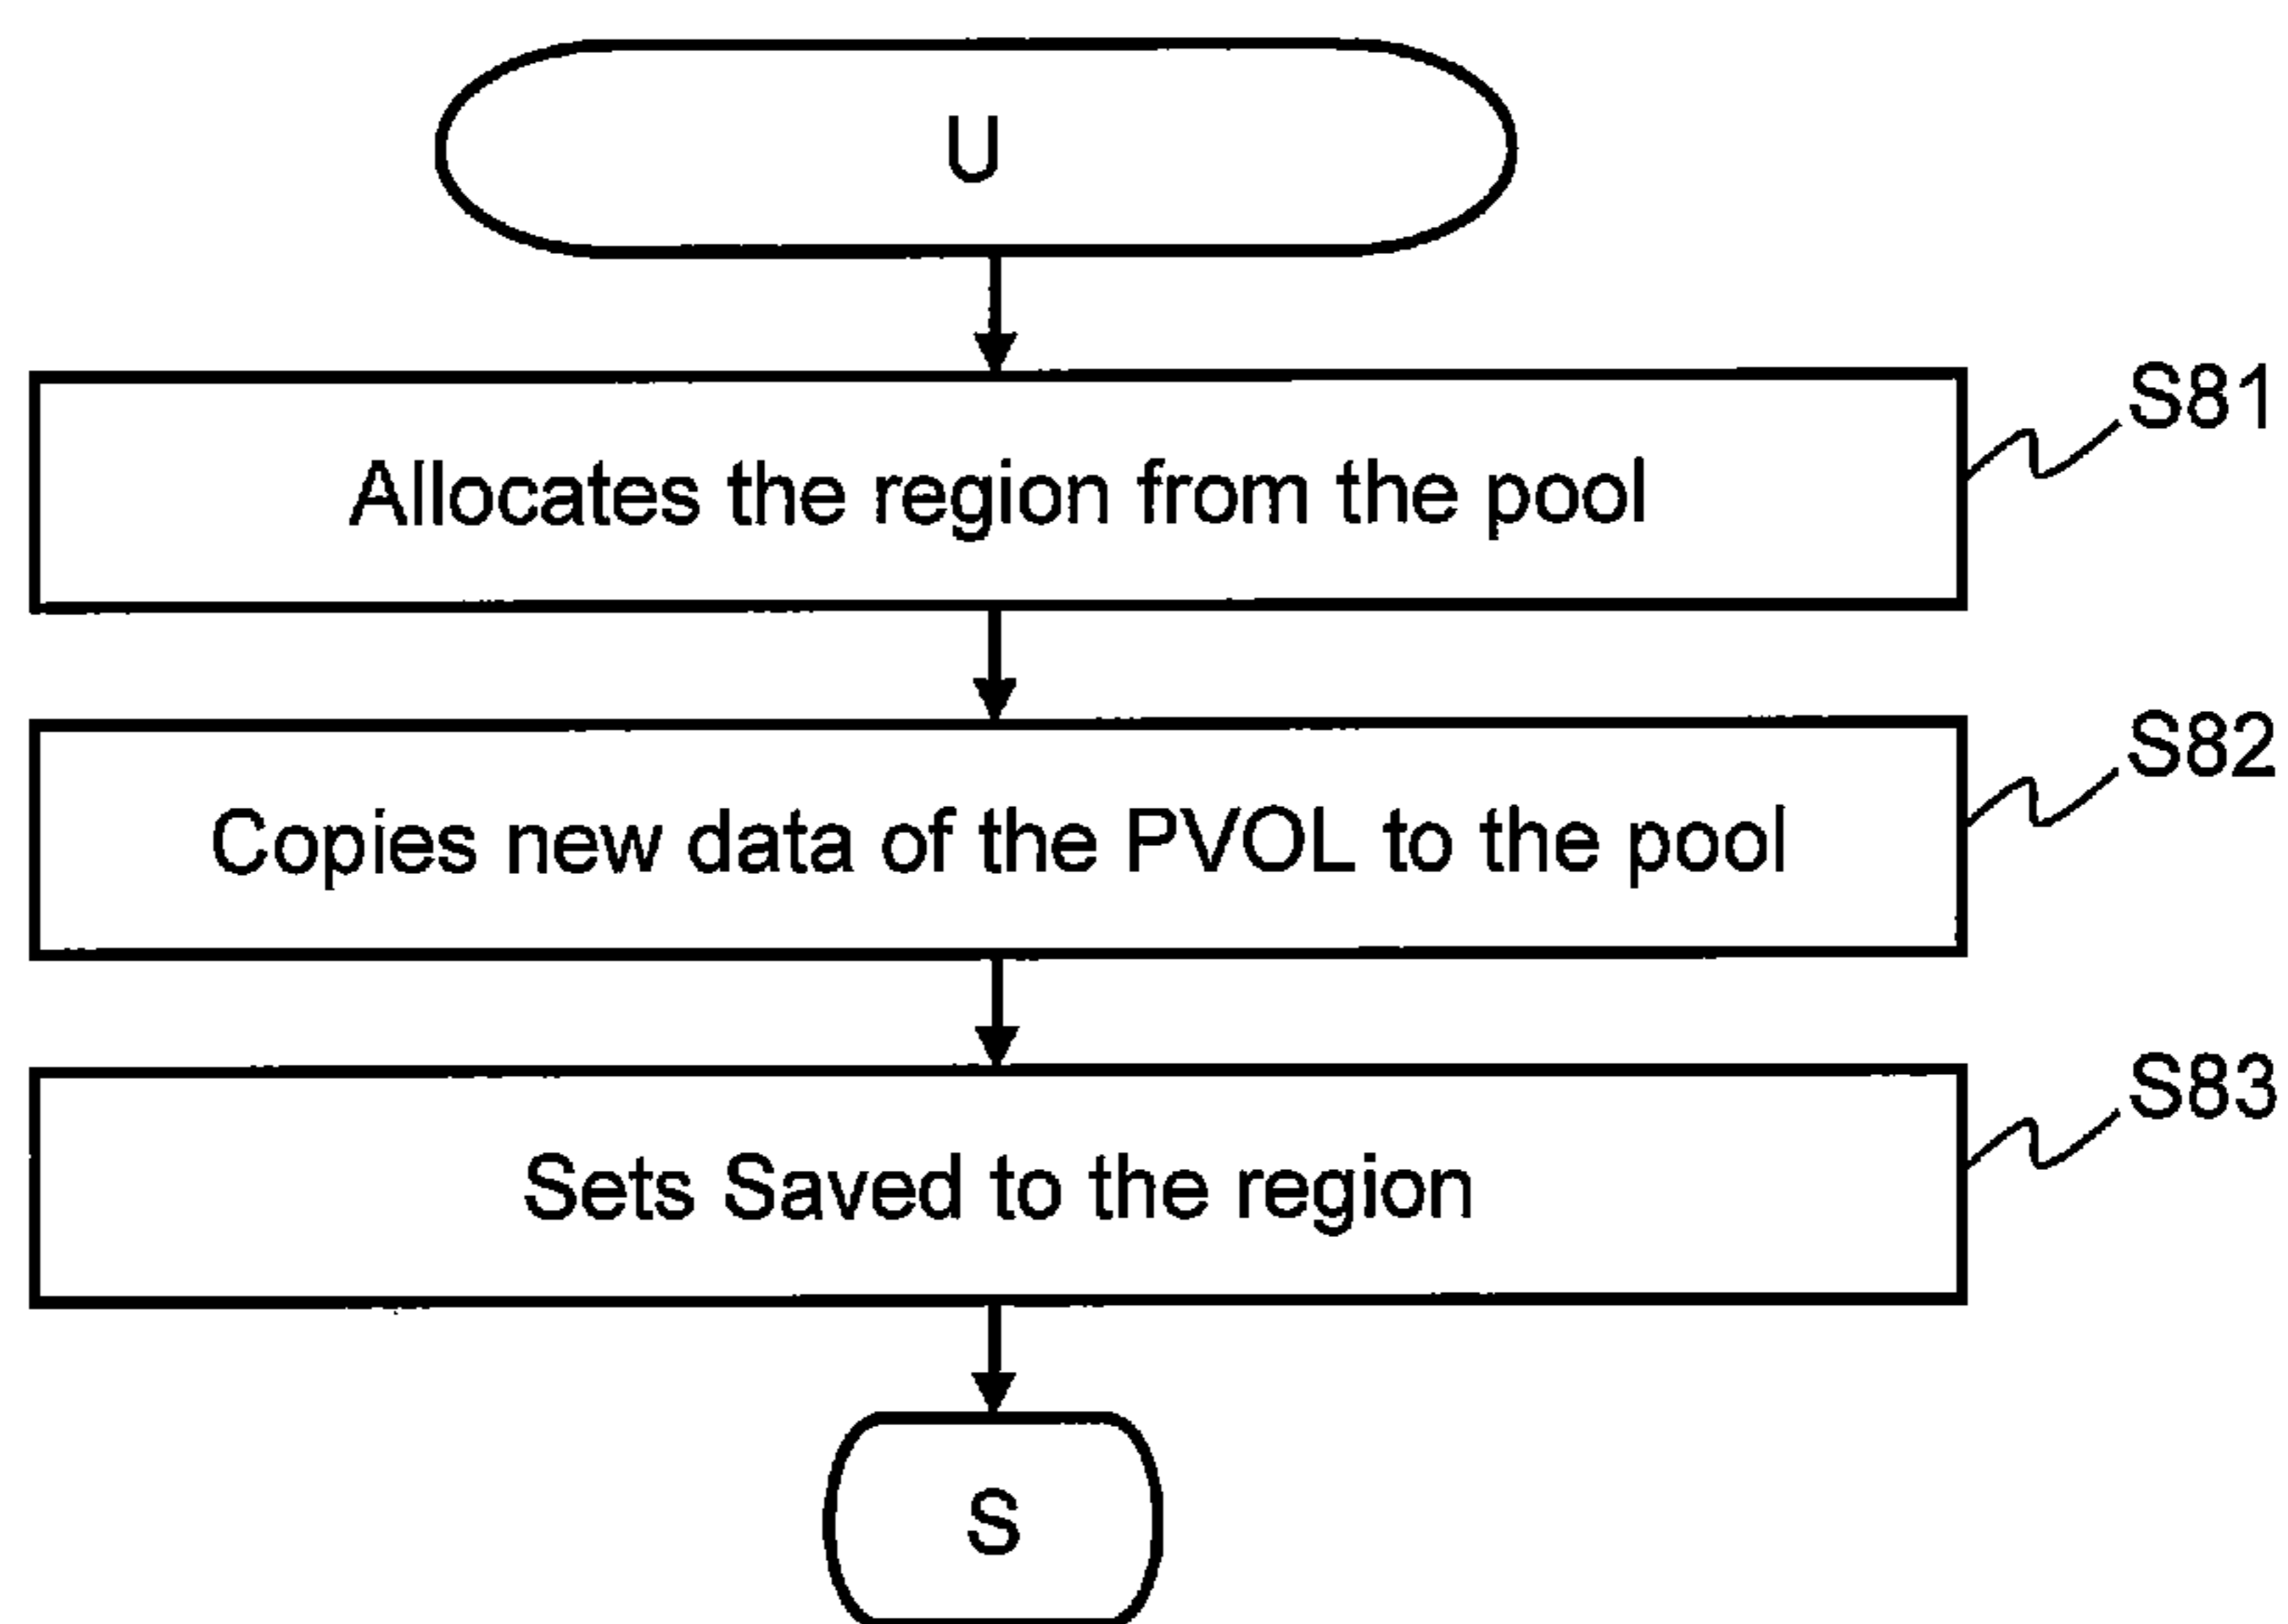 U
Allocates the region from the pool
S81
Copies new data of the PVOL to the pool
S82
Sets Saved to the region
S83
S